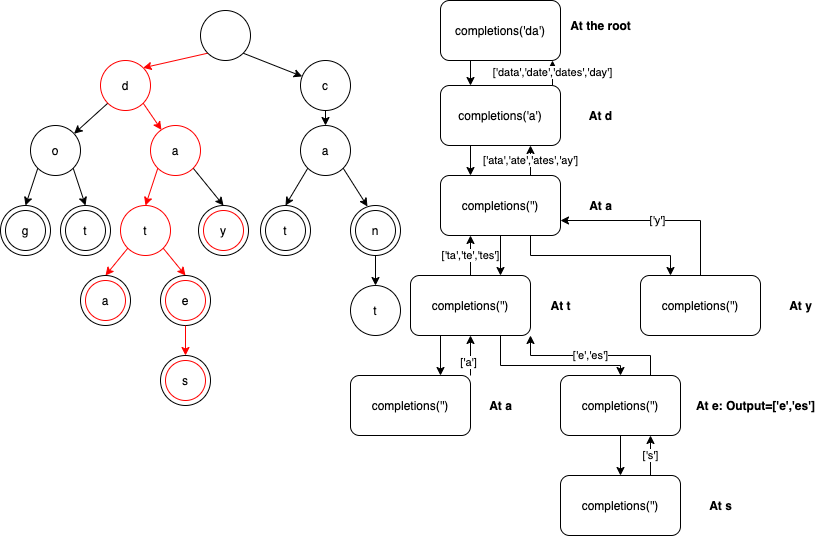 d
c
o
a
a
g
t
t
y
t
n
a
e
t
s
completions('da')
At the root
['data','date','dates','day']
completions('a')
At d
['ata','ate','ates','ay']
completions('')
At a
['y']
['ta','te','tes']
completions('')
At t
completions('')
At y
['a']
['e','es']
completions('')
At a
completions('')
At e: Output=['e','es']
['s']
completions('')
At s